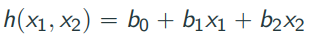 h(x₁, x₂) = b₀ + b₁x₁ + b₂x₂